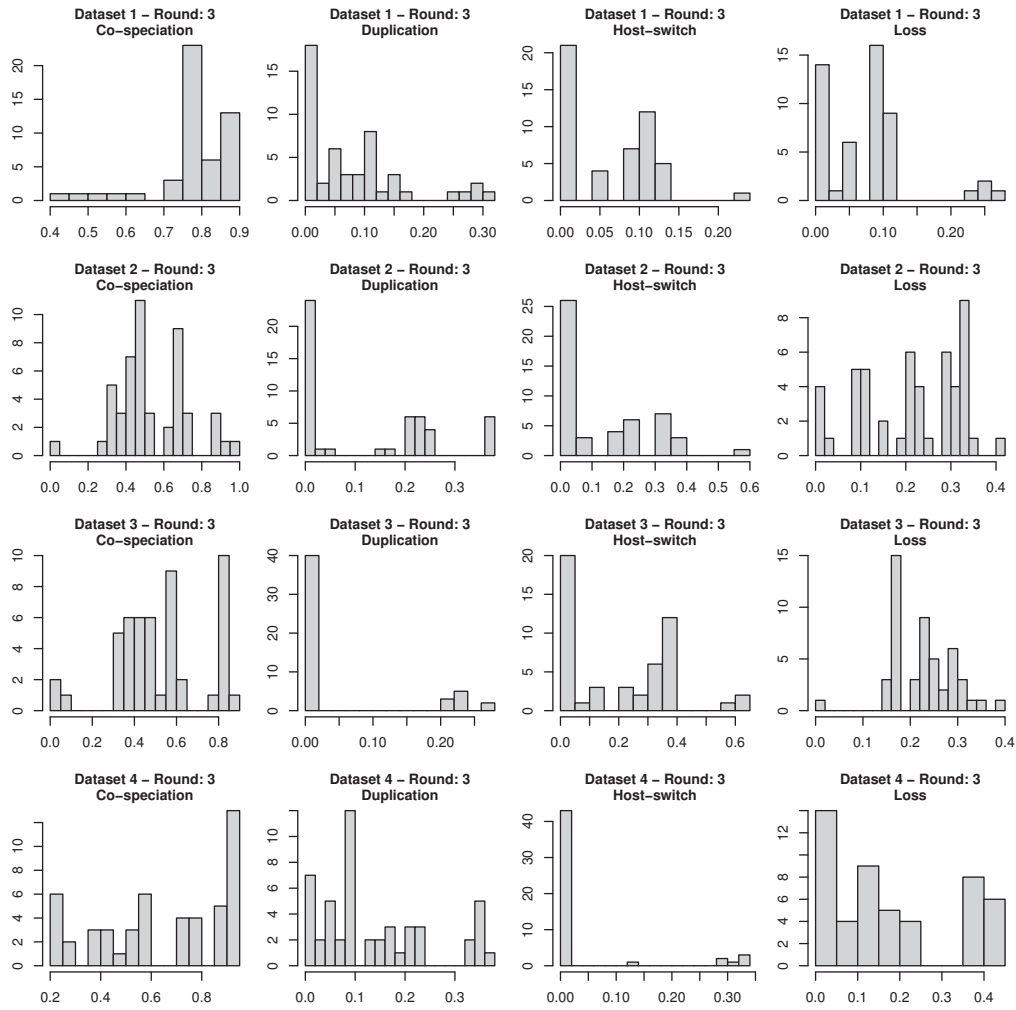 Dataset 1 − Round: 3
Co−speciation
0 5 10 15 20
0.4 0.5 0.6 0.7 0.8 0.9
Dataset 1 − Round: 3
Duplication
0 5 10 15
0.00 0.10 0.20 0.30
Dataset 1 − Round: 3
Host−switch
0 5 10 15 20
0.00 0.05 0.10 0.15 0.20
Dataset 1 − Round: 3
Loss
0 5 10 15
0.00 0.10 0.20
Dataset 2 − Round: 3
Co−speciation
0 2 4 6 8 10
0.0 0.2 0.4 0.6 0.8 1.0
Dataset 2 − Round: 3
Duplication
0 5 10 15 20
0.0 0.1 0.2 0.3
Dataset 2 − Round: 3
Host−switch
0 5 10 15 20 25
0.0 0.1 0.2 0.3 0.4 0.5 0.6
Dataset 2 − Round: 3
Loss
0 2 4 6 8
0.0 0.1 0.2 0.3 0.4
Dataset 3 − Round: 3
Co−speciation
0 2 4 6 8 10
0.0 0.2 0.4 0.6 0.8
Dataset 3 − Round: 3
Duplication
0 10 20 30 40
0.00 0.10 0.20
Dataset 3 − Round: 3
Host−switch
0 5 10 15 20
0.0 0.2 0.4 0.6
Dataset 3 − Round: 3
Loss
0 5 10 15
0.0 0.1 0.2 0.3 0.4
Dataset 4 − Round: 3
Co−speciation
0 2 4 6 8 10
0.2 0.4 0.6 0.8
Dataset 4 − Round: 3
Duplication
0 2 4 6 8 10
0.0 0.1 0.2 0.3
Dataset 4 − Round: 3
Host−switch
0 10 20 30 40
0.00 0.10 0.20 0.30
Dataset 4 − Round: 3
Loss
0 2 4 6 8 12
0.0 0.1 0.2 0.3 0.4